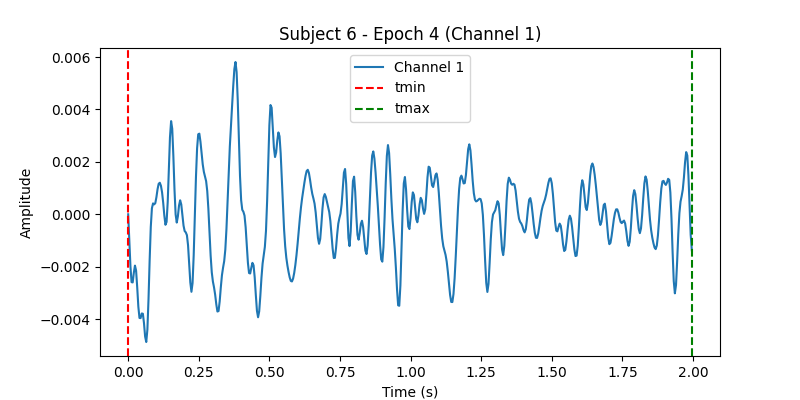 Subject 6 - Epoch 4 (Channel 1)
Channel 1
tmin
tmax
Amplitude
0.006
0.004
0.002
0.000
−0.002
−0.004
0.00 0.25 0.50 0.75 1.00 1.25 1.50 1.75 2.00
Time (s)